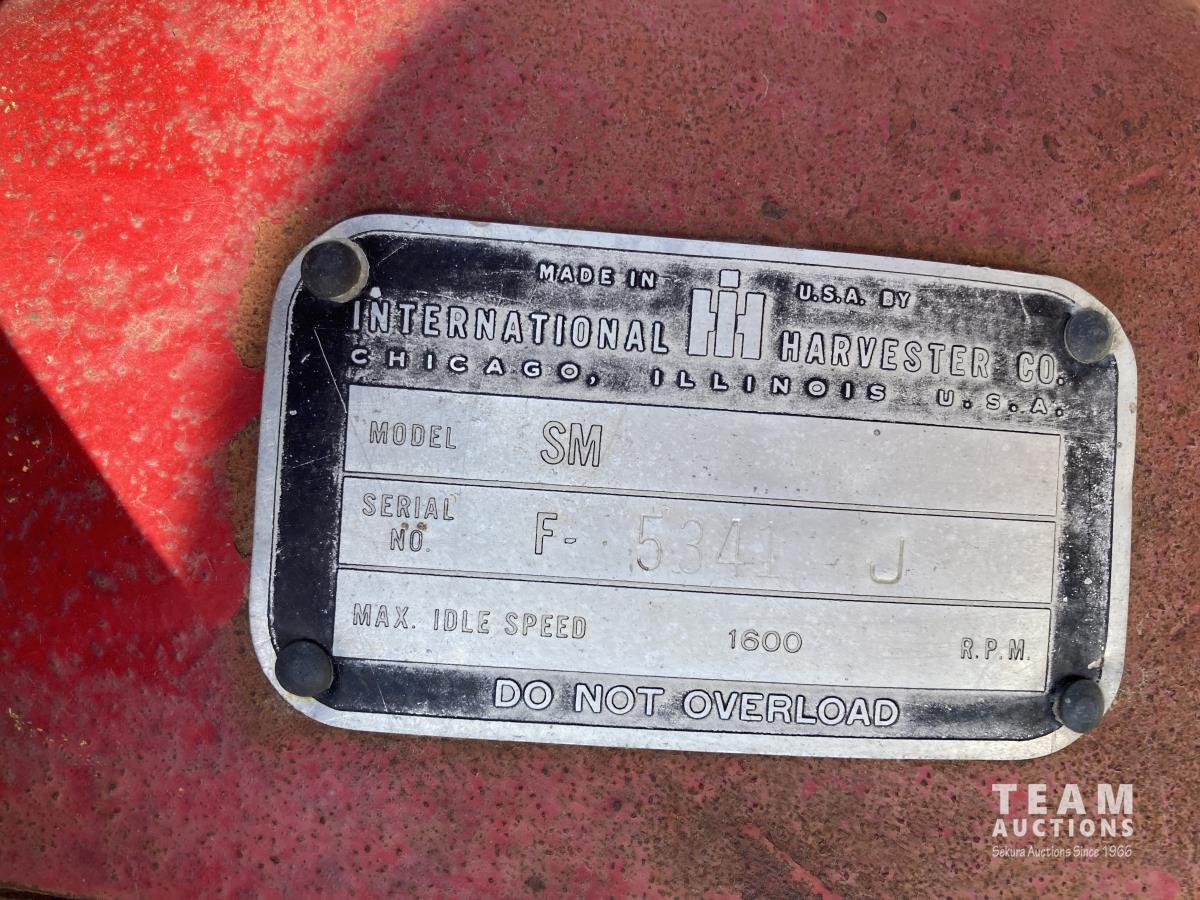 MADE IN IH U.S.A. BY
INTERNATIONAL HARVESTER CO.
CHICAGO, ILLINOIS U.S.A.
MODEL SM
SERIAL NO. F- 5341 J
MAX. IDLE SPEED 1600 R.P.M.
DO NOT OVERLOAD
TEAM
AUCTIONS
Sekura Auctions Since 1966